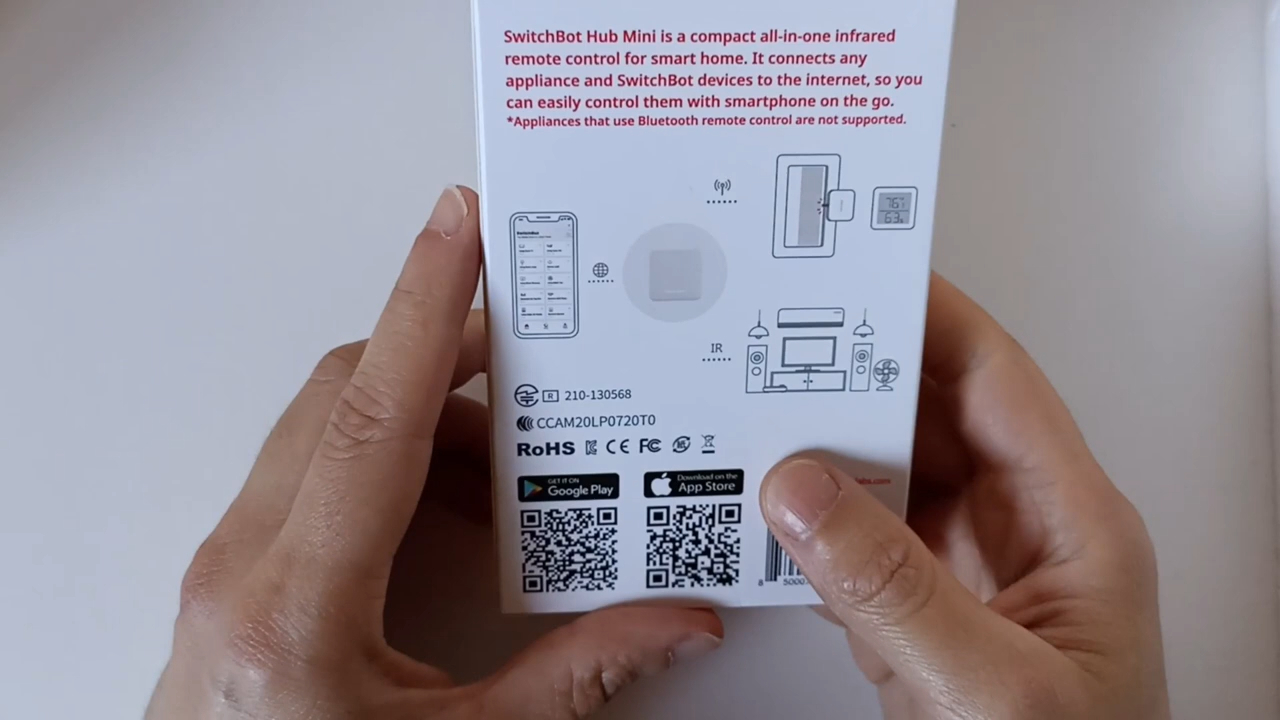 SwitchBot Hub Mini is a compact all-in-one infrared
remote control for smart home. It connects any
appliance and SwitchBot devices to the internet, so you
can easily control them with smartphone on the go.
*Appliances that use Bluetooth remote control are not supported.
SwitchBot
IR
R 210-130568
CCAM20LP0720T0
RoHS CE FC
GET IT ON
Google Play
Download on the
App Store